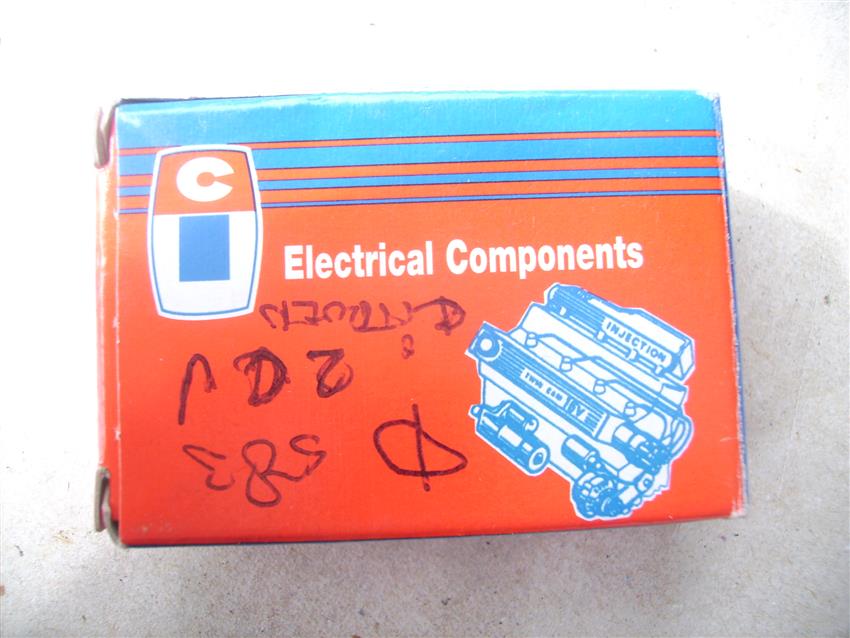 C
Electrical Components
INJECTION
TWIN CAM
CITROEN
2CV